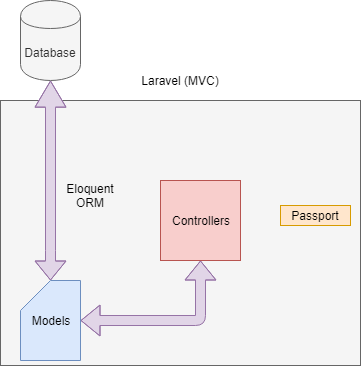 Database
Laravel (MVC)
Eloquent
ORM
Controllers
Passport
Models